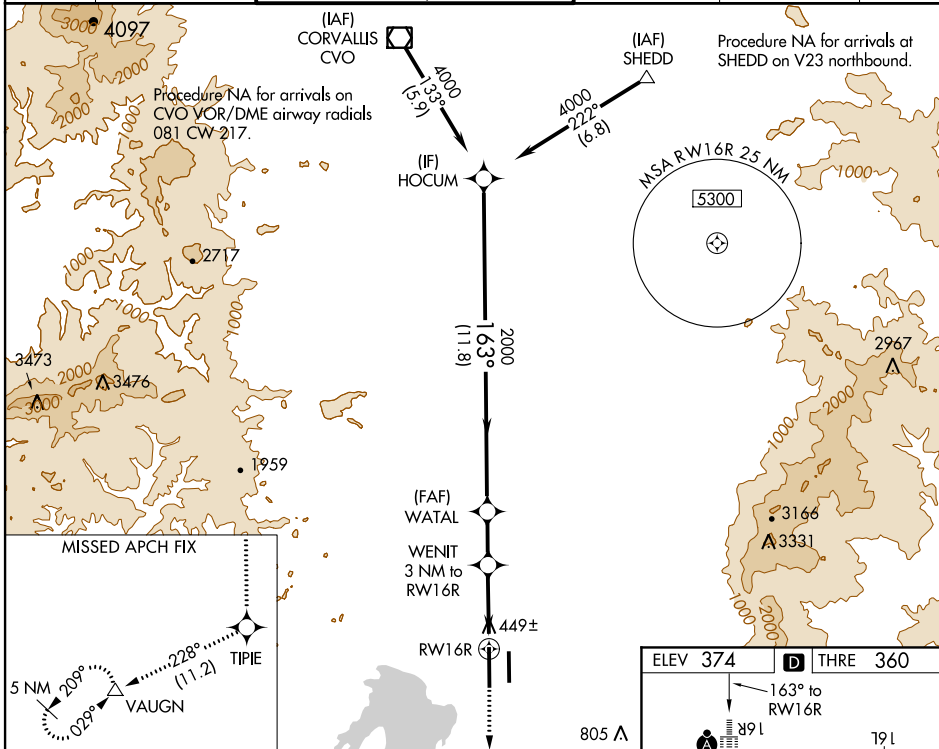 3000
4097
2000
2000
1000
(IAF)
CORVALLIS
CVO
4000
133°
(5.9)
(IAF)
SHEDD
4000
222°
(6.8)
Procedure NA for arrivals at
SHEDD on V23 northbound.
Procedure NA for arrivals on
CVO VOR/DME airway radials
081 CW 217.
(IF)
HOCUM
MSA RW16R 25 NM
5300
1000
2717
1000
1000
1000
2000
163°
(11.8)
3473
2000
3476
3000
1959
2967
2000
1000
3166
3331
1000
2000
(FAF)
WATAL
WENIT
3 NM to
RW16R
449±
RW16R
MISSED APCH FIX
TIPIE
228°
(11.2)
5 NM
209°
029°
VAUGN
805
ELEV 374
D
THRE 360
163° to
RW16R
16R
16L
A